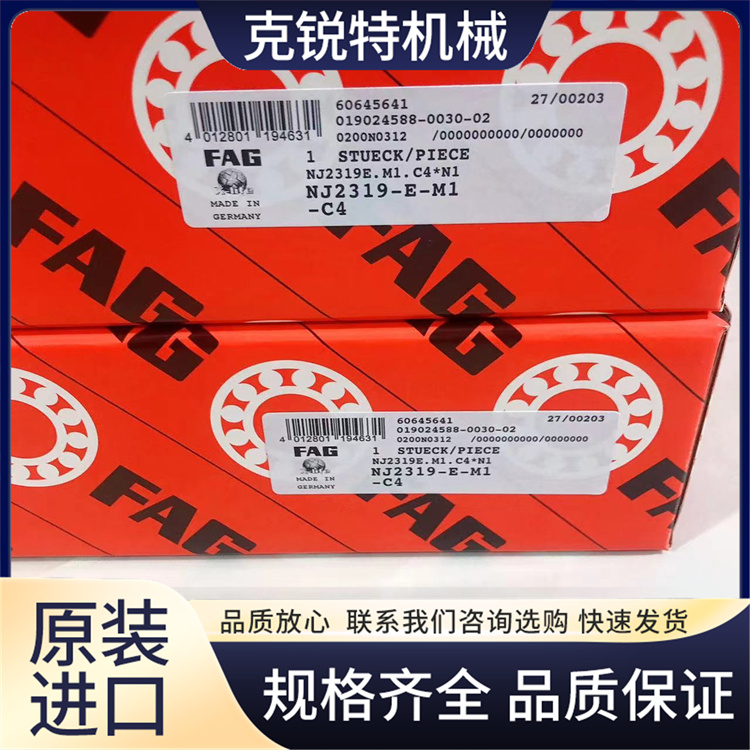 克锐特机械
60645641 27/00203
019024588-0030-02
4 012801 194631 0200N0312 /0000000000/0000000
FAG 1 STUECK/PIECE
NJ2319E.M1.C4*N1
NJ2319-E-M1
MADE IN -C4
GERMANY
FAGG
60645641 27/00203
019024588-0030-02
4 012801 194631 0200N0312 /0000000000/0000000
FAG 1 STUECK/PIECE
NJ2319E.M1.C4*N1
NJ2319-E-M1
MADE IN -C4
GERMANY
FAG
FAG
原装
进口
品质放心 联系我们咨询选购 快速发货
规格齐全 品质保证